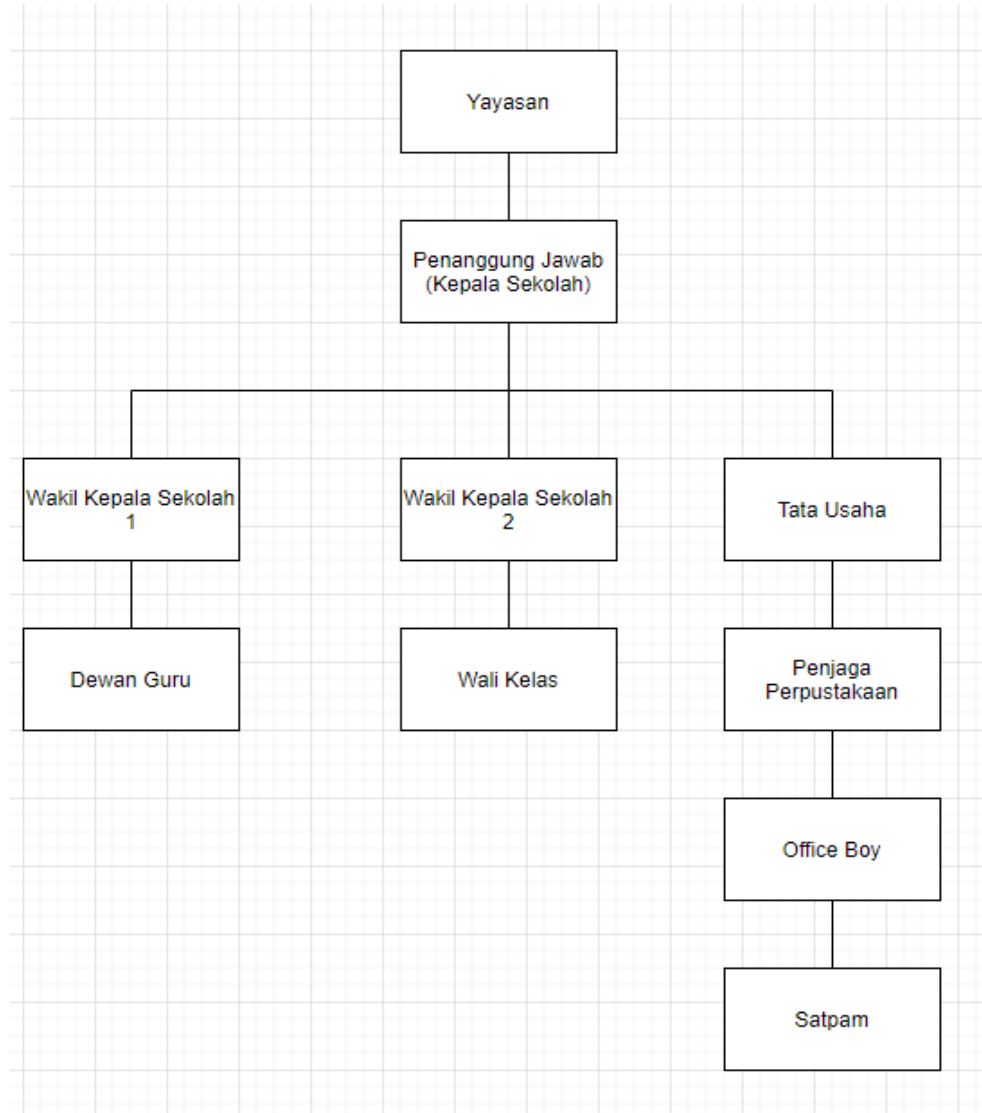 Yayasan
Penanggung Jawab
(Kepala Sekolah)
Wakil Kepala Sekolah
1
Wakil Kepala Sekolah
2
Tata Usaha
Dewan Guru
Wali Kelas
Penjaga
Perpustakaan
Office Boy
Satpam